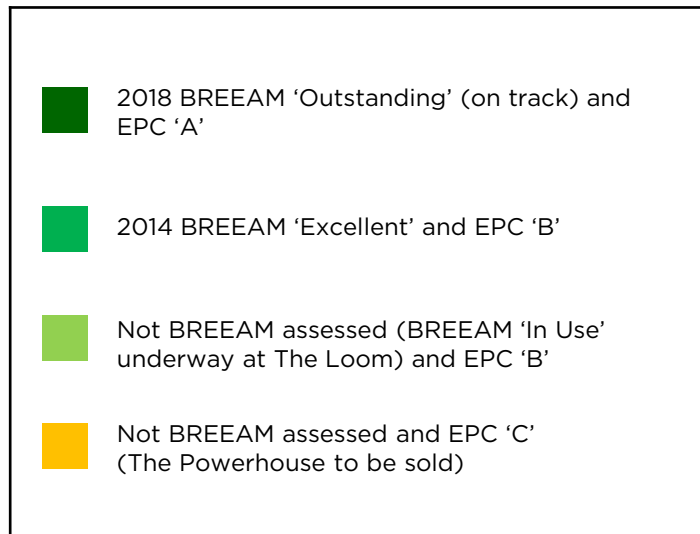 2018 BREEAM ‘Outstanding’ (on track) and
EPC ‘A’
2014 BREEAM ‘Excellent’ and EPC ‘B’
Not BREEAM assessed (BREEAM ‘In Use’
underway at The Loom) and EPC ‘B’
Not BREEAM assessed and EPC ‘C’
(The Powerhouse to be sold)